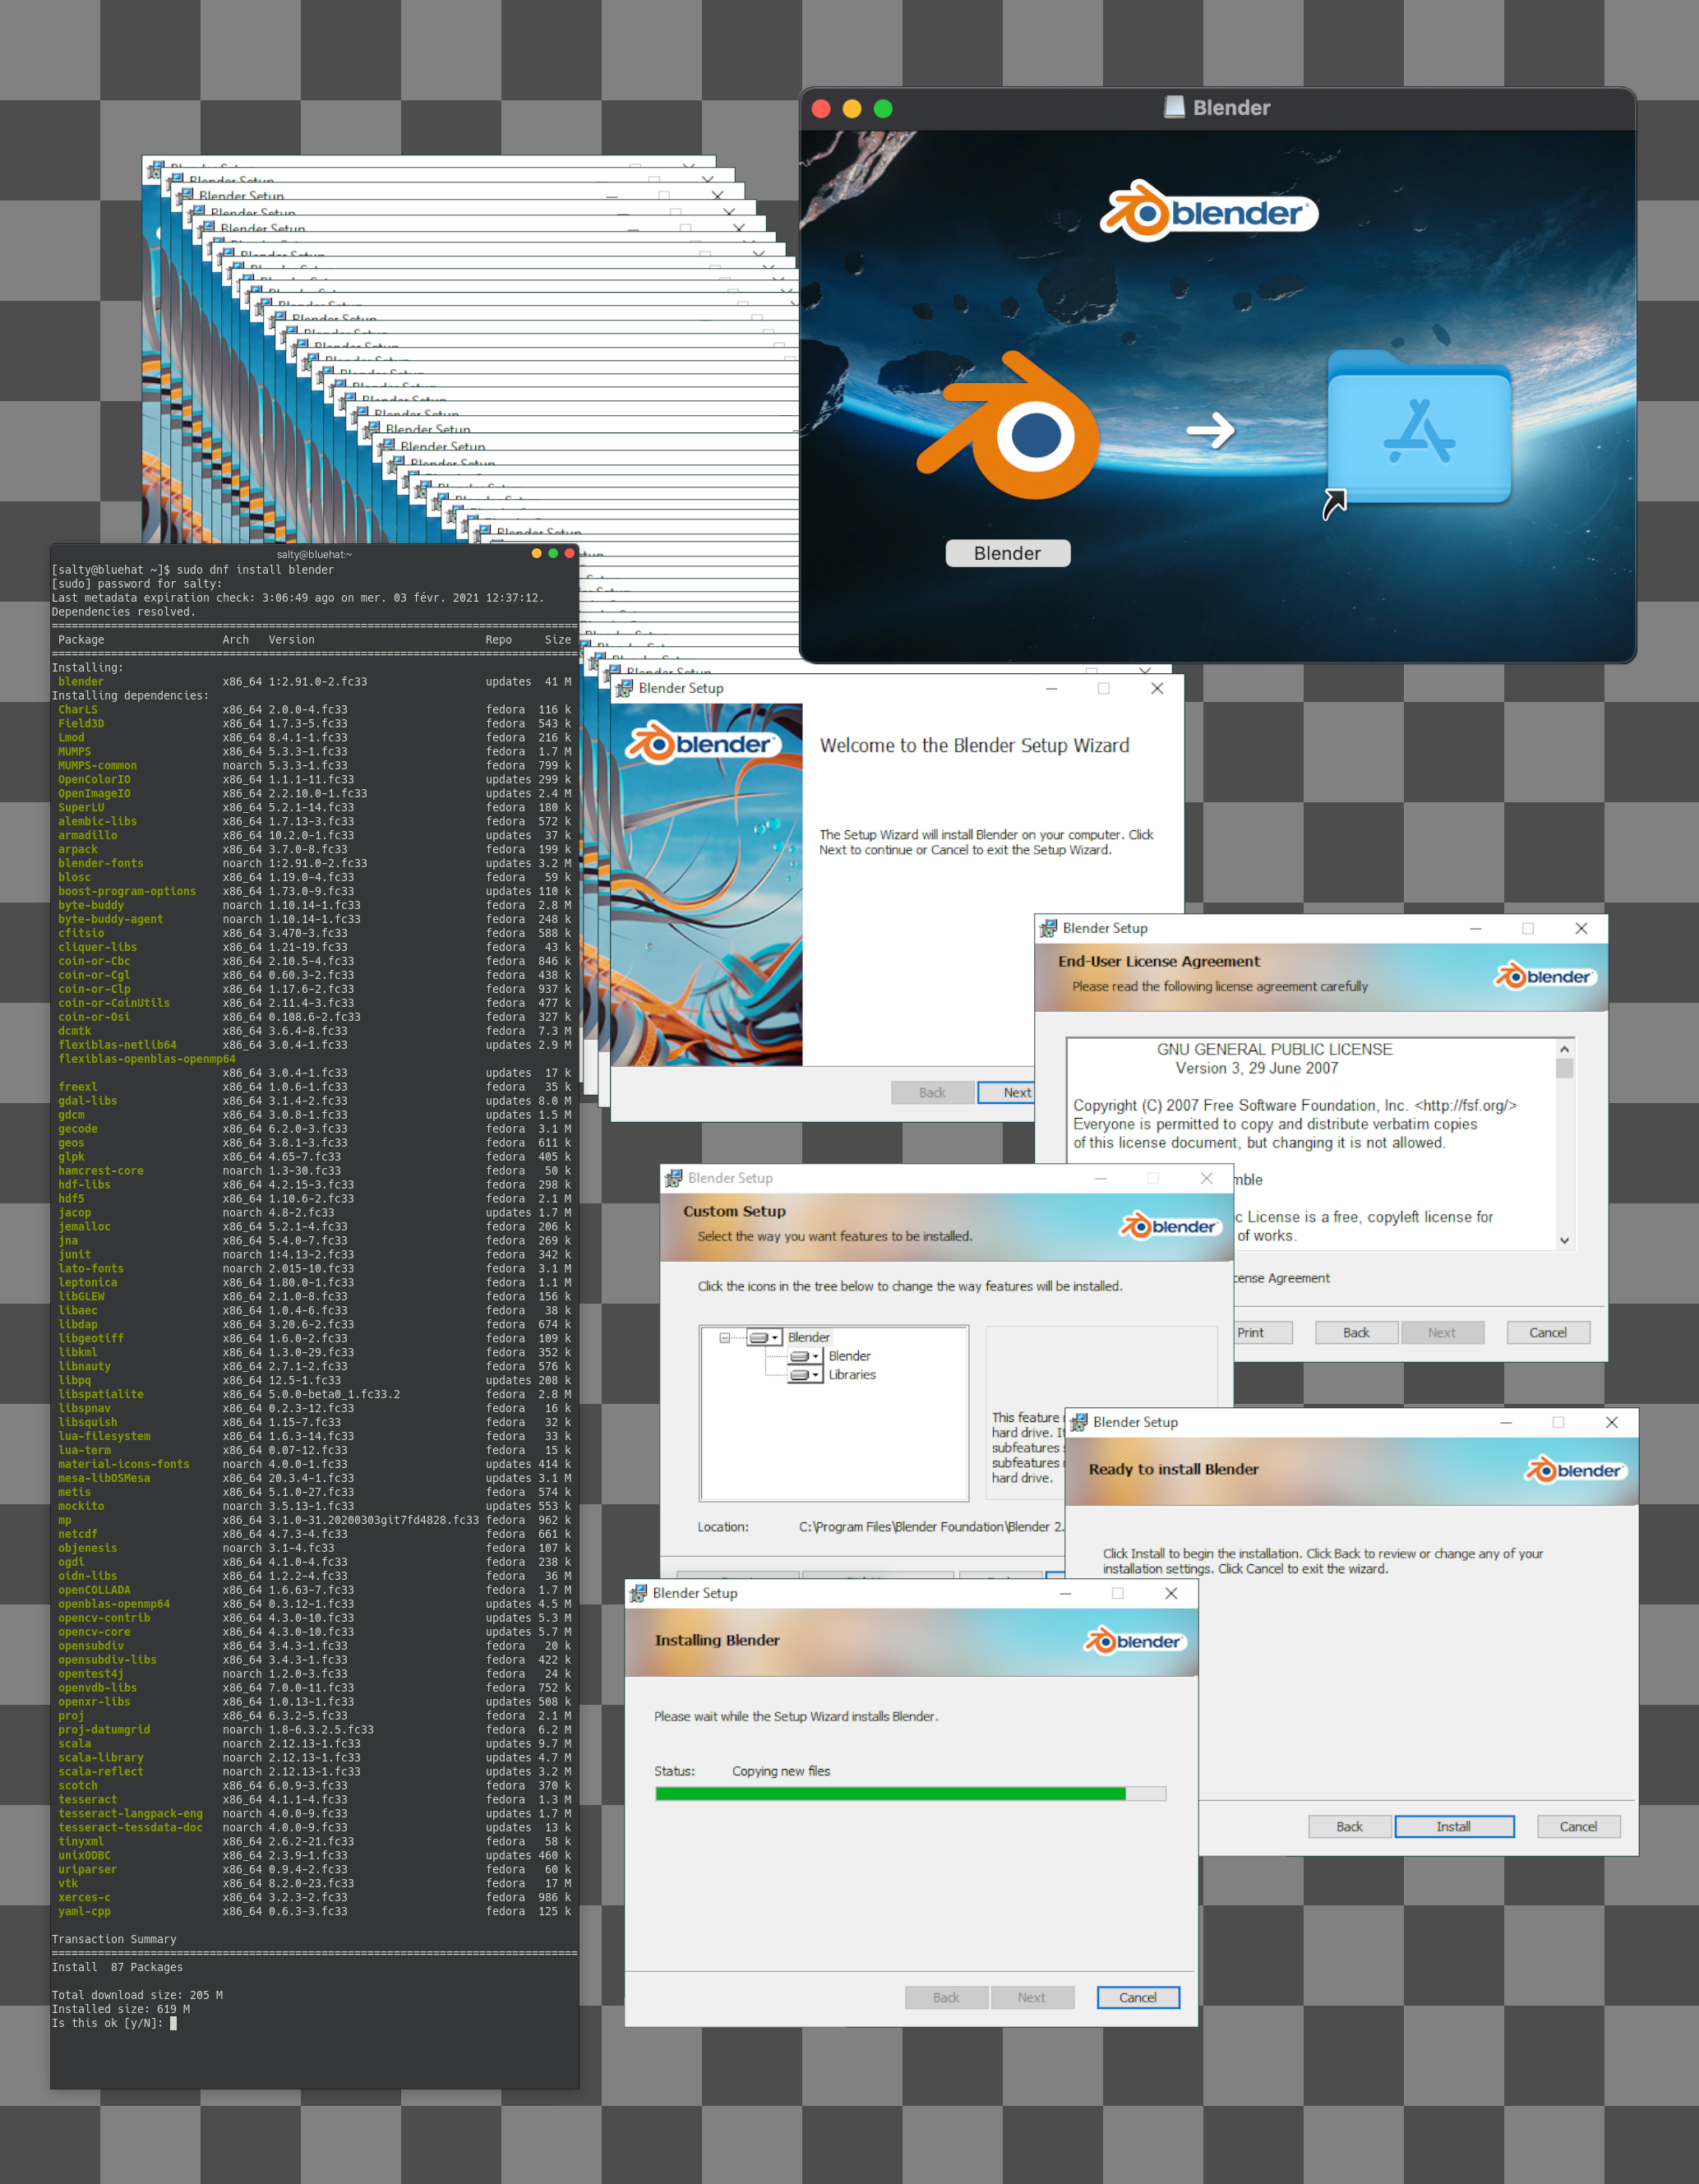 Blender
blender
Blender
Blender Setup
Blender Setup
Blender Setup
Blender Setup
Blender Setup
Blender Setup
Blender Setup
Blender Setup
Blender Setup
Blender Setup
Blender Setup
Blender Setup
Blender Setup
salty@bluehat:~
[salty@bluehat ~]$ sudo dnf install blender
[sudo] password for salty:
Last metadata expiration check: 3:06:49 ago on mer. 03 févr. 2021 12:37:12.
Dependencies resolved.
Package Arch Version Repo Size
Installing:
blender x86_64 1:2.91.0-2.fc33 updates 41 M
Installing dependencies:
CharLS x86_64 2.0.0-4.fc33 fedora 116 k
Field3D x86_64 1.7.3-5.fc33 fedora 543 k
Lmod x86_64 8.4.1-1.fc33 fedora 216 k
MUMPS x86_64 5.3.3-1.fc33 fedora 1.7 M
MUMPS-common noarch 5.3.3-1.fc33 fedora 799 k
OpenColorIO x86_64 1.1.1-11.fc33 updates 299 k
OpenImageIO x86_64 2.2.10.0-1.fc33 updates 2.4 M
SuperLU x86_64 5.2.1-14.fc33 fedora 180 k
alembic-libs x86_64 1.7.13-3.fc33 fedora 572 k
armadillo x86_64 10.2.0-1.fc33 updates 37 k
arpack x86_64 3.7.0-8.fc33 fedora 199 k
blender-fonts noarch 1:2.91.0-2.fc33 updates 3.2 M
blosc x86_64 1.19.0-4.fc33 fedora 59 k
boost-program-options x86_64 1.73.0-9.fc33 updates 110 k
byte-buddy noarch 1.10.14-1.fc33 fedora 2.8 M
byte-buddy-agent noarch 1.10.14-1.fc33 fedora 248 k
cfitsio x86_64 3.470-3.fc33 fedora 588 k
cliquer-libs x86_64 1.21-19.fc33 fedora 43 k
coin-or-Cbc x86_64 2.10.5-4.fc33 fedora 846 k
coin-or-Cgl x86_64 0.60.3-2.fc33 fedora 438 k
coin-or-Clp x86_64 1.17.6-2.fc33 fedora 937 k
coin-or-CoinUtils x86_64 2.11.4-3.fc33 fedora 477 k
coin-or-Osi x86_64 0.108.6-2.fc33 fedora 327 k
dcmtk x86_64 3.6.4-8.fc33 fedora 7.3 M
flexiblas-netlib64 x86_64 3.0.4-1.fc33 updates 2.9 M
flexiblas-openblas-openmp64
x86_64 3.0.4-1.fc33 updates 17 k
freexl x86_64 1.0.6-1.fc33 fedora 35 k
gdal-libs x86_64 3.1.4-2.fc33 updates 8.0 M
gdcm x86_64 3.0.8-1.fc33 updates 1.5 M
gecode x86_64 6.2.0-3.fc33 fedora 3.1 M
geos x86_64 3.8.1-3.fc33 fedora 611 k
glpk x86_64 4.65-7.fc33 fedora 405 k
hamcrest-core noarch 1.3-30.fc33 fedora 50 k
hdf-libs x86_64 4.2.15-3.fc33 fedora 298 k
hdf5 x86_64 1.10.6-2.fc33 fedora 2.1 M
jacop noarch 4.8-2.fc33 updates 1.7 M
jemalloc x86_64 5.2.1-4.fc33 fedora 206 k
jna x86_64 5.4.0-7.fc33 fedora 269 k
junit noarch 1:4.13-2.fc33 fedora 342 k
lato-fonts noarch 2.015-10.fc33 fedora 3.1 M
leptonica x86_64 1.80.0-1.fc33 fedora 1.1 M
libGLEW x86_64 2.1.0-8.fc33 fedora 156 k
libaec x86_64 1.0.4-6.fc33 fedora 38 k
libdap x86_64 3.20.6-2.fc33 fedora 674 k
libgeotiff x86_64 1.6.0-2.fc33 fedora 109 k
libkml x86_64 1.3.0-29.fc33 fedora 352 k
libnauty x86_64 2.7.1-2.fc33 fedora 576 k
libpq x86_64 12.5-1.fc33 updates 208 k
libspatialite x86_64 5.0.0-beta0_1.fc33.2 fedora 2.8 M
libspnav x86_64 0.2.3-12.fc33 fedora 16 k
libsquish x86_64 1.15-7.fc33 fedora 32 k
lua-filesystem x86_64 1.6.3-14.fc33 fedora 33 k
lua-term x86_64 0.07-12.fc33 fedora 15 k
material-icons-fonts noarch 4.0.0-1.fc33 updates 414 k
mesa-libOSMesa x86_64 20.3.4-1.fc33 updates 3.1 M
metis x86_64 5.1.0-27.fc33 fedora 574 k
mockito noarch 3.5.13-1.fc33 updates 553 k
mp x86_64 3.1.0-31.20200303git7fd4828.fc33 fedora 962 k
netcdf x86_64 4.7.3-4.fc33 fedora 661 k
objenesis noarch 3.1-4.fc33 fedora 107 k
ogdi x86_64 4.1.0-4.fc33 fedora 238 k
oidn-libs x86_64 1.2.2-4.fc33 fedora 36 M
openCOLLADA x86_64 1.6.63-7.fc33 fedora 1.7 M
openblas-openmp64 x86_64 0.3.12-1.fc33 updates 4.5 M
opencv-contrib x86_64 4.3.0-10.fc33 updates 5.3 M
opencv-core x86_64 4.3.0-10.fc33 updates 5.7 M
opensubdiv x86_64 3.4.3-1.fc33 fedora 20 k
opensubdiv-libs x86_64 3.4.3-1.fc33 fedora 422 k
opentest4j noarch 1.2.0-3.fc33 fedora 24 k
openvdb-libs x86_64 7.0.0-11.fc33 fedora 752 k
openxr-libs x86_64 1.0.13-1.fc33 updates 508 k
proj x86_64 6.3.2-5.fc33 fedora 2.1 M
proj-datumgrid noarch 1.8-6.3.2.5.fc33 fedora 6.2 M
scala noarch 2.12.13-1.fc33 updates 9.7 M
scala-library noarch 2.12.13-1.fc33 updates 4.7 M
scala-reflect noarch 2.12.13-1.fc33 updates 3.2 M
scotch x86_64 6.0.9-3.fc33 fedora 370 k
tesseract x86_64 4.1.1-4.fc33 fedora 1.3 M
tesseract-langpack-eng noarch 4.0.0-9.fc33 updates 1.7 M
tesseract-tessdata-doc noarch 4.0.0-9.fc33 updates 13 k
tinyxml x86_64 2.6.2-21.fc33 fedora 58 k
unixODBC x86_64 2.3.9-1.fc33 updates 460 k
uriparser x86_64 0.9.4-2.fc33 fedora 60 k
vtk x86_64 8.2.0-23.fc33 fedora 17 M
xerces-c x86_64 3.2.3-2.fc33 fedora 986 k
yaml-cpp x86_64 0.6.3-3.fc33 fedora 125 k
Transaction Summary
Install 87 Packages
Total download size: 205 M
Installed size: 619 M
Is this ok [y/N]:
Blender Setup
blender
Welcome to the Blender Setup Wizard
The Setup Wizard will install Blender on your computer. Click
Next to continue or Cancel to exit the Setup Wizard.
Back Next
Blender Setup
End-User License Agreement
Please read the following license agreement carefully
blender
GNU GENERAL PUBLIC LICENSE
Version 3, 29 June 2007
Copyright (C) 2007 Free Software Foundation, Inc. <http://fsf.org/>
Everyone is permitted to copy and distribute verbatim copies
of this license document, but changing it is not allowed.
License is a free, copyleft license for
of works.
Agreement
Print Back Next Cancel
Blender Setup
Custom Setup
Select the way you want features to be installed.
blender
Click the icons in the tree below to change the way features will be installed.
Blender
Blender
Libraries
This feature
hard drive.
subfeatures
subfeatures
hard drive.
Location: C:\Program Files\Blender Foundation\Blender 2.
Blender Setup
Ready to install Blender
blender
Click Install to begin the installation. Click Back to review or change any of your
installation settings. Click Cancel to exit the wizard.
Back Install Cancel
Blender Setup
Installing Blender
blender
Please wait while the Setup Wizard installs Blender.
Status: Copying new files
Back Next Cancel